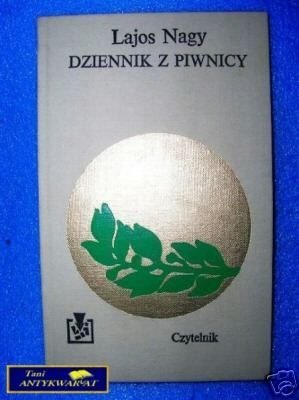 Lajos Nagy
DZIENNIK Z PIWNICY
Czytelnik
Tani
ANTYKWARIAT